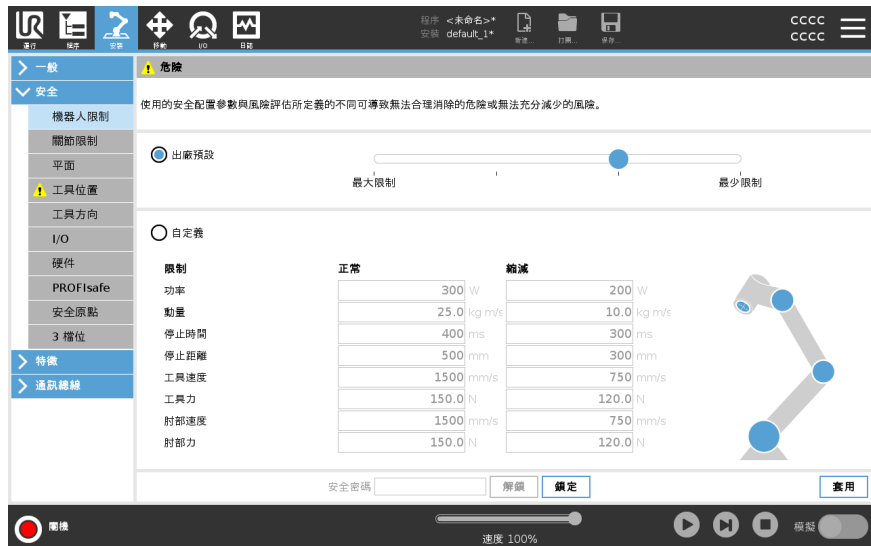 UR
運行
程序
安裝
移動
I/O
日誌
程序 <未命名>*
安裝 default_1*
新建...
打開...
保存...
cccc
cccc
一般
安全
機器人限制
關節限制
平面
工具位置
工具方向
I/O
硬件
PROFIsafe
安全原點
3 檔位
特徵
通訊總線
危險
使用的安全配置參數與風險評估所定義的不同可導致無法合理消除的危險或無法充分減少的風險。
出廠預設
最大限制 最少限制
自定義
限制 正常 縮減
功率 300 W 200 W
動量 25.0 kg m/s 10.0 kg m/s
停止時間 400 ms 300 ms
停止距離 500 mm 300 mm
工具速度 1500 mm/s 750 mm/s
工具力 150.0 N 120.0 N
肘部速度 1500 mm/s 750 mm/s
肘部力 150.0 N 120.0 N
安全密碼 解鎖 鎖定 套用
關機
速度 100%
模擬